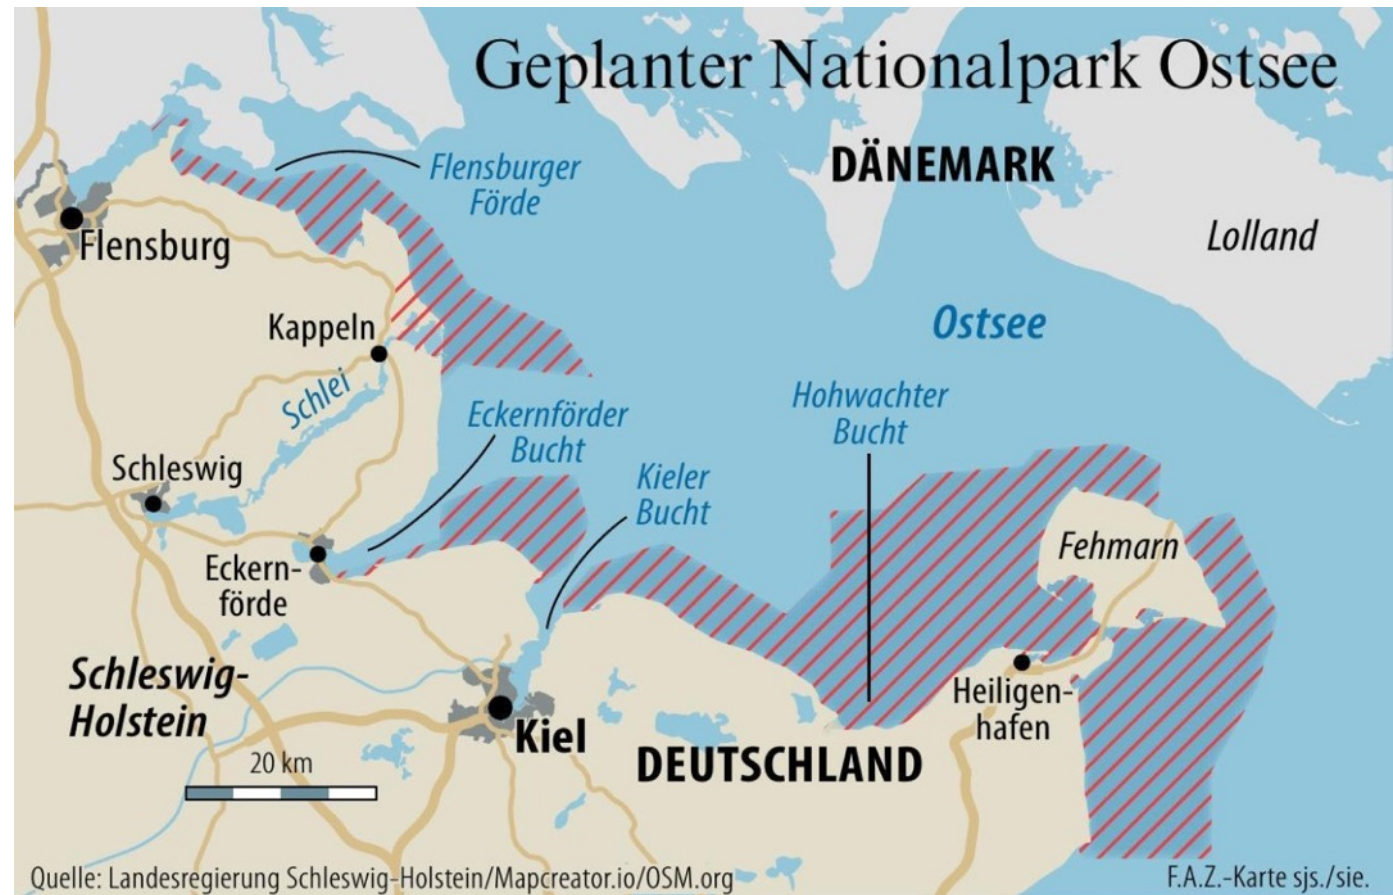 Geplanter Nationalpark Ostsee
DÄNEMARK
Flensburger
Förde
Lolland
Flensburg
Ostsee
Kappeln
Schlei
Eckernförder
Bucht
Hohwachter
Bucht
Kieler
Bucht
Schleswig
Fehmarn
Eckern-
förde
Schleswig-
Holstein
Heiligen-
hafen
Kiel
DEUTSCHLAND
20 km
Quelle: Landesregierung Schleswig-Holstein/Mapcreator.io/OSM.org
F.A.Z.-Karte sjs./sie.